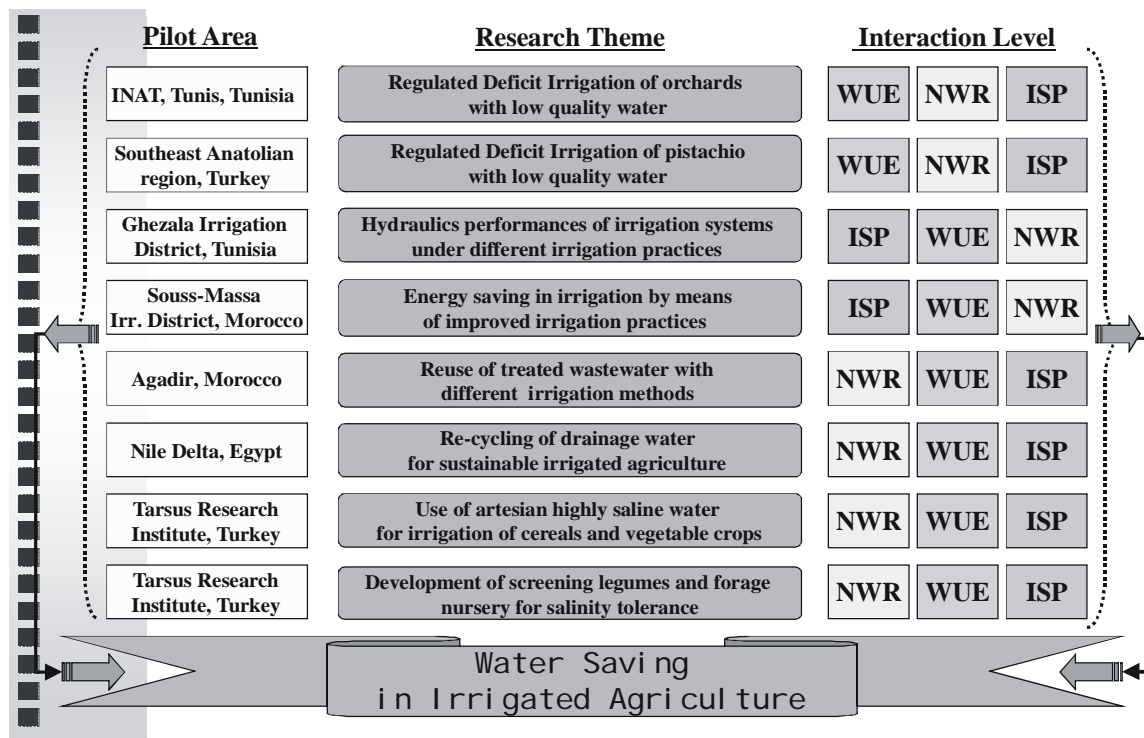 Pilot Area Research Theme Interaction Level
INAT, Tunis, Tunisia
Regulated Deficit Irrigation of orchards
with low quality water
WUE NWR ISP
Southeast Anatolian
region, Turkey
Regulated Deficit Irrigation of pistachio
with low quality water
WUE NWR ISP
Ghezala Irrigation
District, Tunisia
Hydraulics performances of irrigation systems
under different irrigation practices
ISP WUE NWR
Souss-Massa
Irr. District, Morocco
Energy saving in irrigation by means
of improved irrigation practices
ISP WUE NWR
Agadir, Morocco
Reuse of treated wastewater with
different irrigation methods
NWR WUE ISP
Nile Delta, Egypt
Re-cycling of drainage water
for sustainable irrigated agriculture
NWR WUE ISP
Tarsus Research
Institute, Turkey
Use of artesian highly saline water
for irrigation of cereals and vegetable crops
NWR WUE ISP
Tarsus Research
Institute, Turkey
Development of screening legumes and forage
nursery for salinity tolerance
NWR WUE ISP
Water Saving
in Irrigated Agriculture